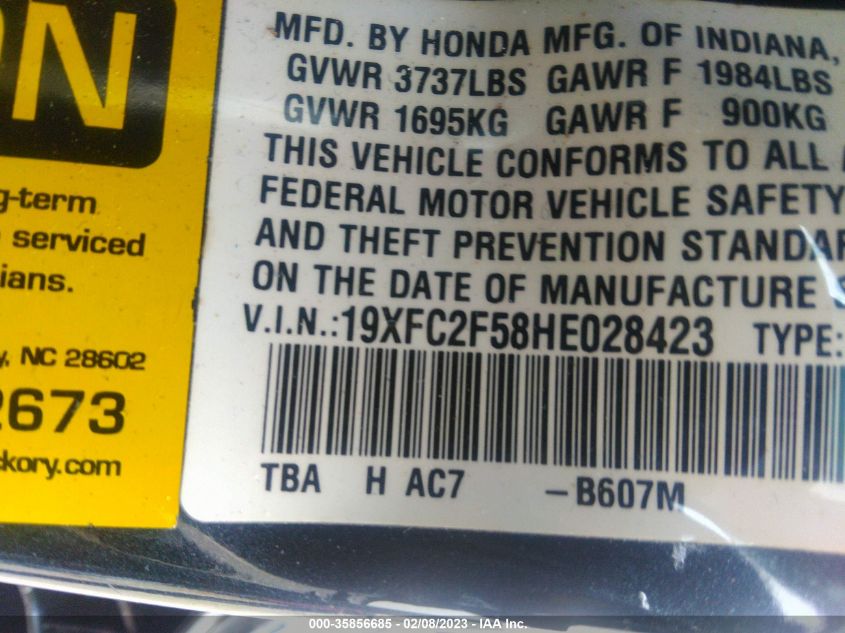 ON
g-term
serviced
ians.
y, NC 28602
2673
kory.com
MFD. BY HONDA MFG. OF INDIANA,
GVWR 3737LBS GAWR F 1984LBS
GVWR 1695KG GAWR F 900KG
THIS VEHICLE CONFORMS TO ALL
FEDERAL MOTOR VEHICLE SAFETY
AND THEFT PREVENTION STANDAR
ON THE DATE OF MANUFACTURE
V.I.N.:19XFC2F58HE028423 TYPE:
TBA H AC7 -B607M
000-35856685 - 02/08/2023 - IAA Inc.